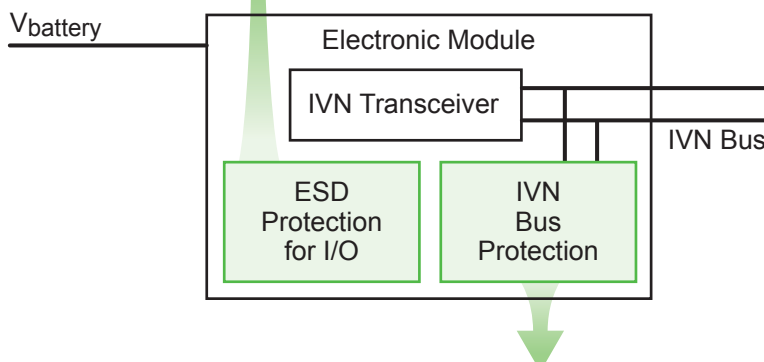 Vbattery
Electronic Module
IVN Transceiver
IVN Bus
ESD
Protection
for I/O
IVN
Bus
Protection